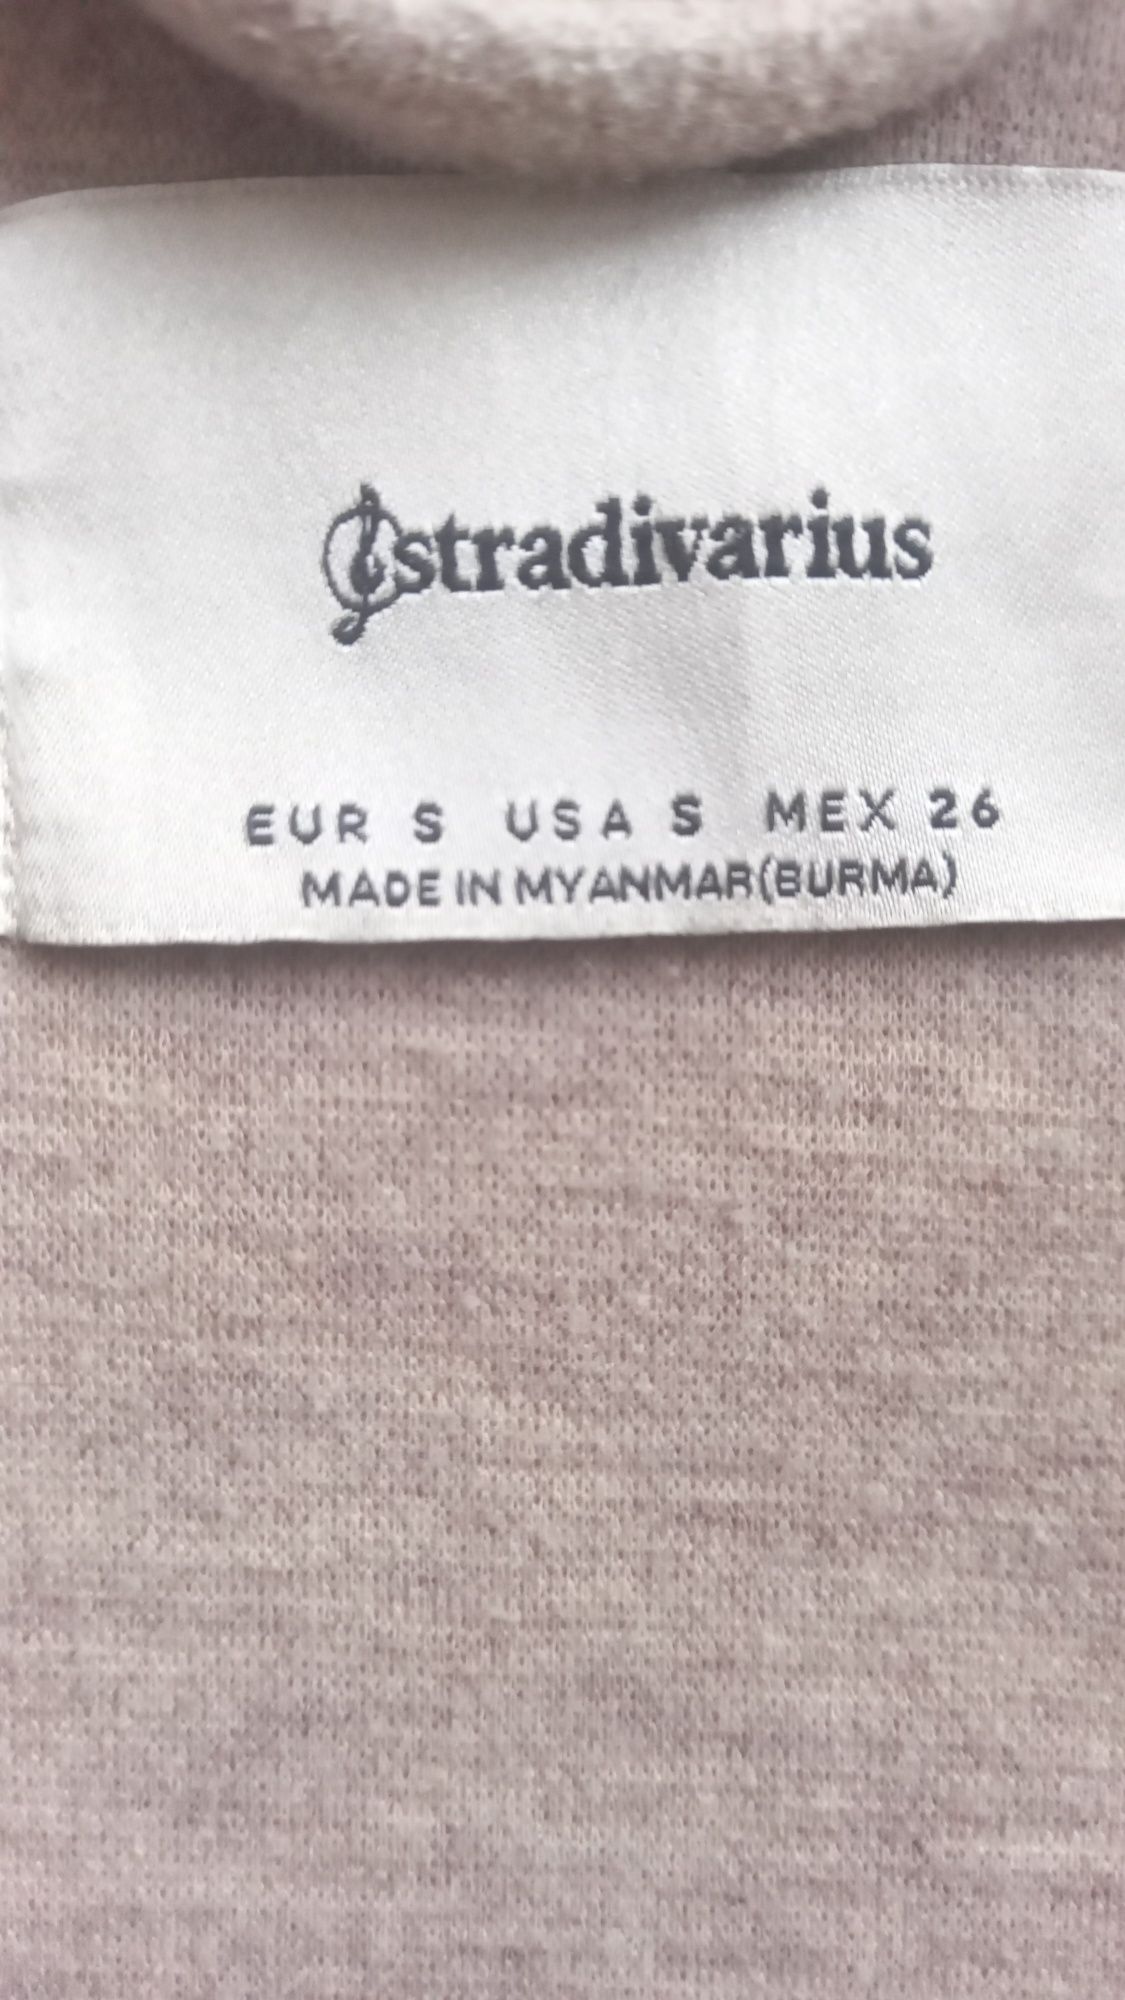 stradivarius
EUR S USA S MEX 26
MADE IN MYANMAR(BURMA)